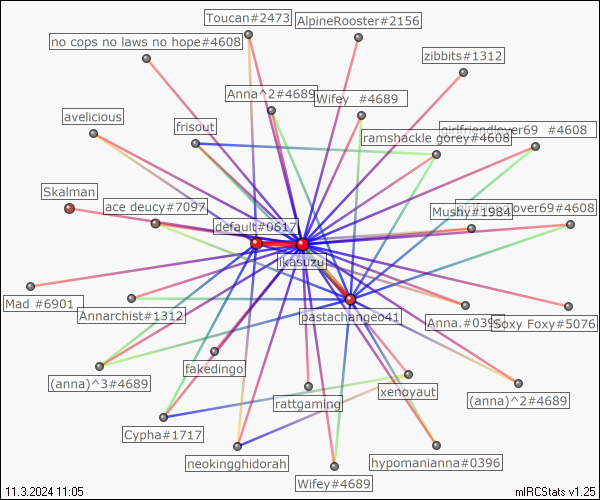 Toucan#2473
AlpineRooster#2156
no cops no laws no hope#4608
zibbits#1312
Anna^2#4689
Wifey #4689
avelicious
frisout
girlfriendlover69 #4608
ramshackle gorey#4608
Skalman
ace deucy#7097
Mushy#1984
lover69#4608
default#0617
ikasuzu
Mad #6901
Annarchist#1312
pastachangeo41
Anna.#039
Soxy Foxy#5076
fakedingo
(anna)^3#4689
rattgaming
xenoyaut
(anna)^2#4689
Cypha#1717
neokingghidorah
hypomanianna#0396
Wifey#4689
11.3.2024 11:05
mIRCStats v1.25